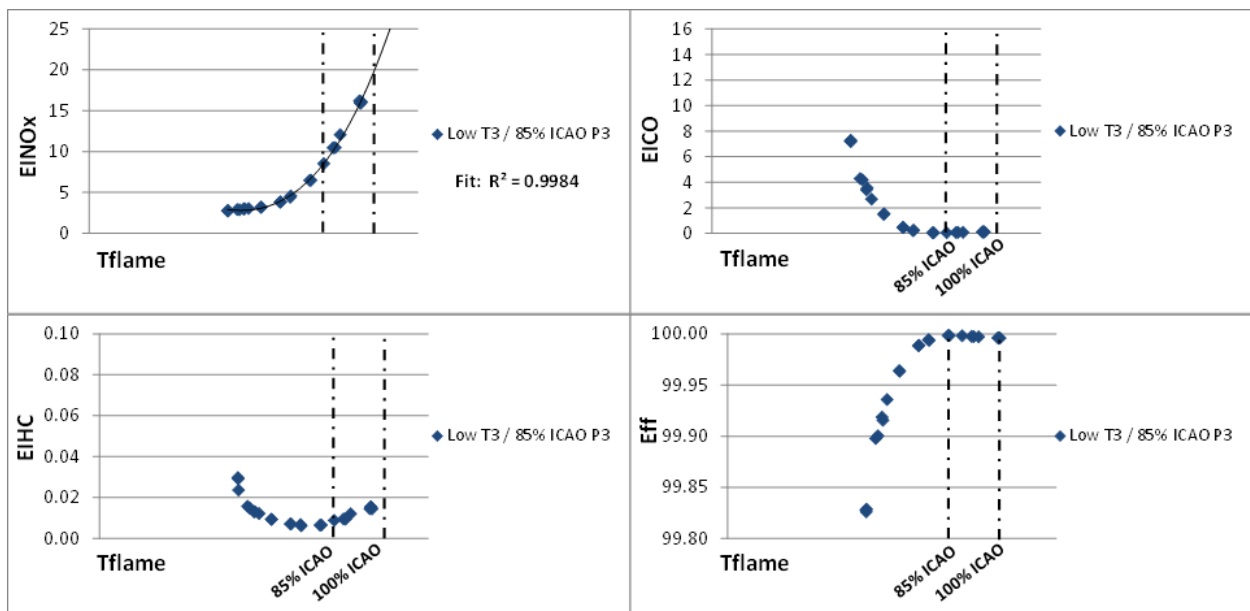 25
20
15
10
5
0
EINOx
Tflame
Low T3 / 85% ICAO P3
Fit: R² = 0.9984
16
14
12
10
8
6
4
2
0
EICO
Tflame
85% ICAO
100% ICAO
Low T3 / 85% ICAO P3
0.10
0.08
0.06
0.04
0.02
0.00
EIHC
Tflame
85% ICAO
100% ICAO
Low T3 / 85% ICAO P3
100.00
99.95
99.90
99.85
99.80
Eff
Tflame
85% ICAO
100% ICAO
Low T3 / 85% ICAO P3